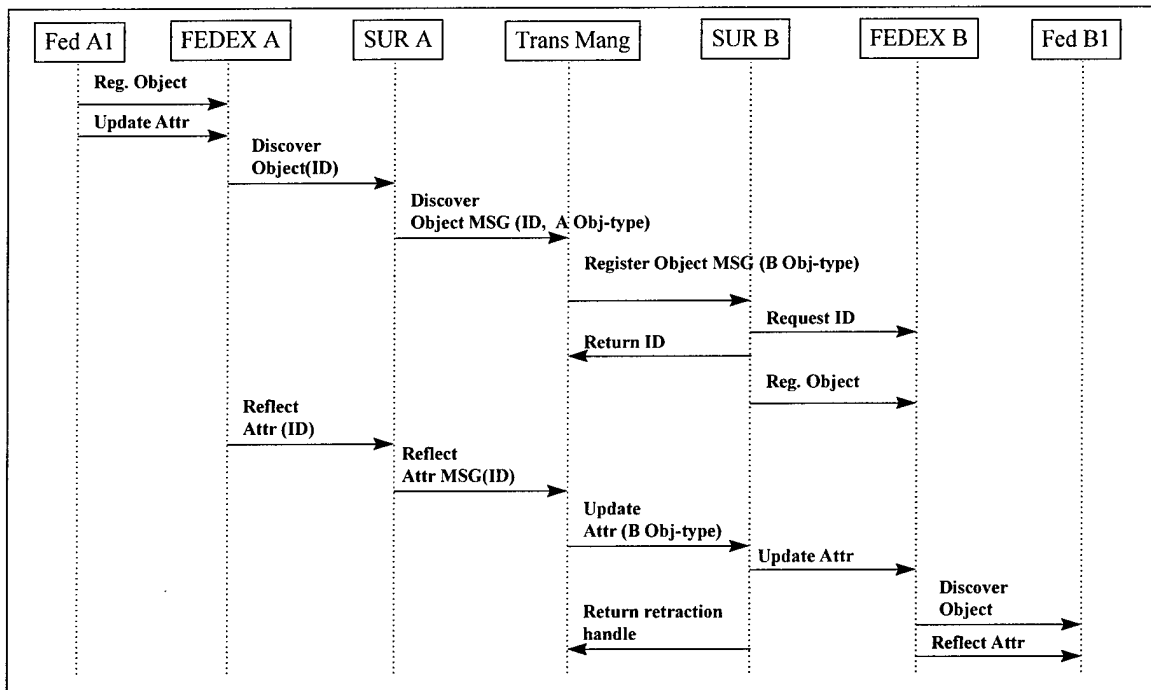 Fed A1
FEDEX A
SUR A
Trans Mang
SUR B
FEDEX B
Fed B1
Reg. Object
Update Attr
Discover
Object(ID)
Discover
Object MSG (ID, A Obj-type)
Register Object MSG (B Obj-type)
Request ID
Return ID
Reg. Object
Reflect
Attr (ID)
Reflect
Attr MSG(ID)
Update
Attr (B Obj-type)
Update Attr
Discover
Object
Return retraction
handle
Reflect Attr